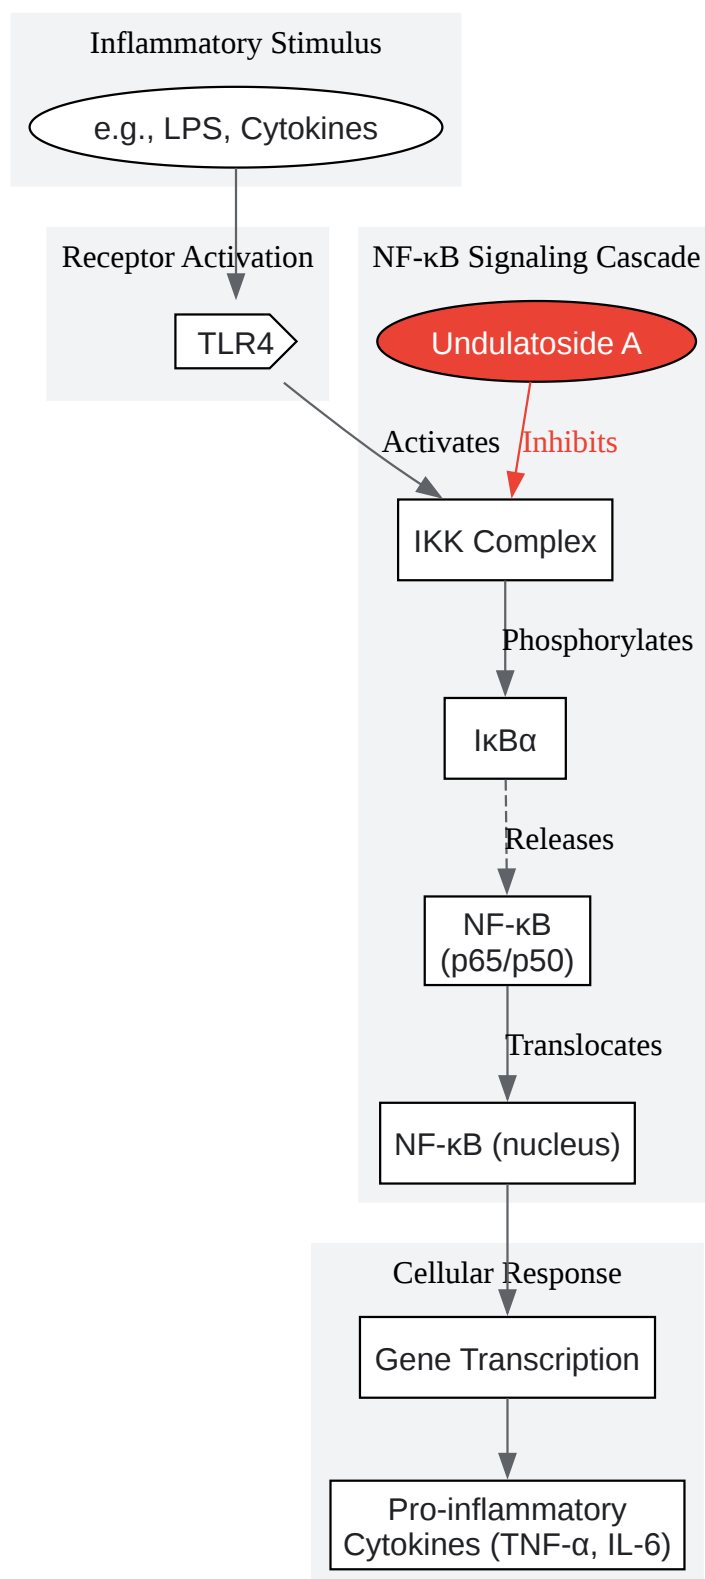 Inflammatory Stimulus
e.g., LPS, Cytokines
Receptor Activation
NF-κB Signaling Cascade
TLR4
Undulatoside A
Activates
Inhibits
IKK Complex
Phosphorylates
IκBα
Releases
NF-κB
(p65/p50)
Translocates
NF-κB (nucleus)
Cellular Response
Gene Transcription
Pro-inflammatory
Cytokines (TNF-α, IL-6)